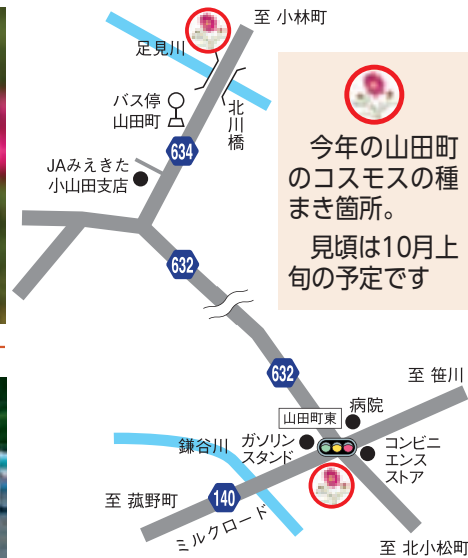 至 小林町
足見川
北川橋
バス停
山田町
634
JAみえきた
小山田支店
632
今年の山田町
のコスモスの種
まき箇所。
見頃は10月上
旬の予定です
632
至 笹川
病院
山田町東
ガソリン
スタンド
コンビニ
エンス
ストア
鎌谷川
至 菰野町
140
ミルクロード
至 北小松町